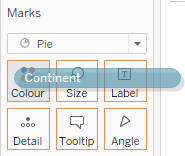 Marks
Pie
Continent
Colour Size Label
Detail Tooltip Angle